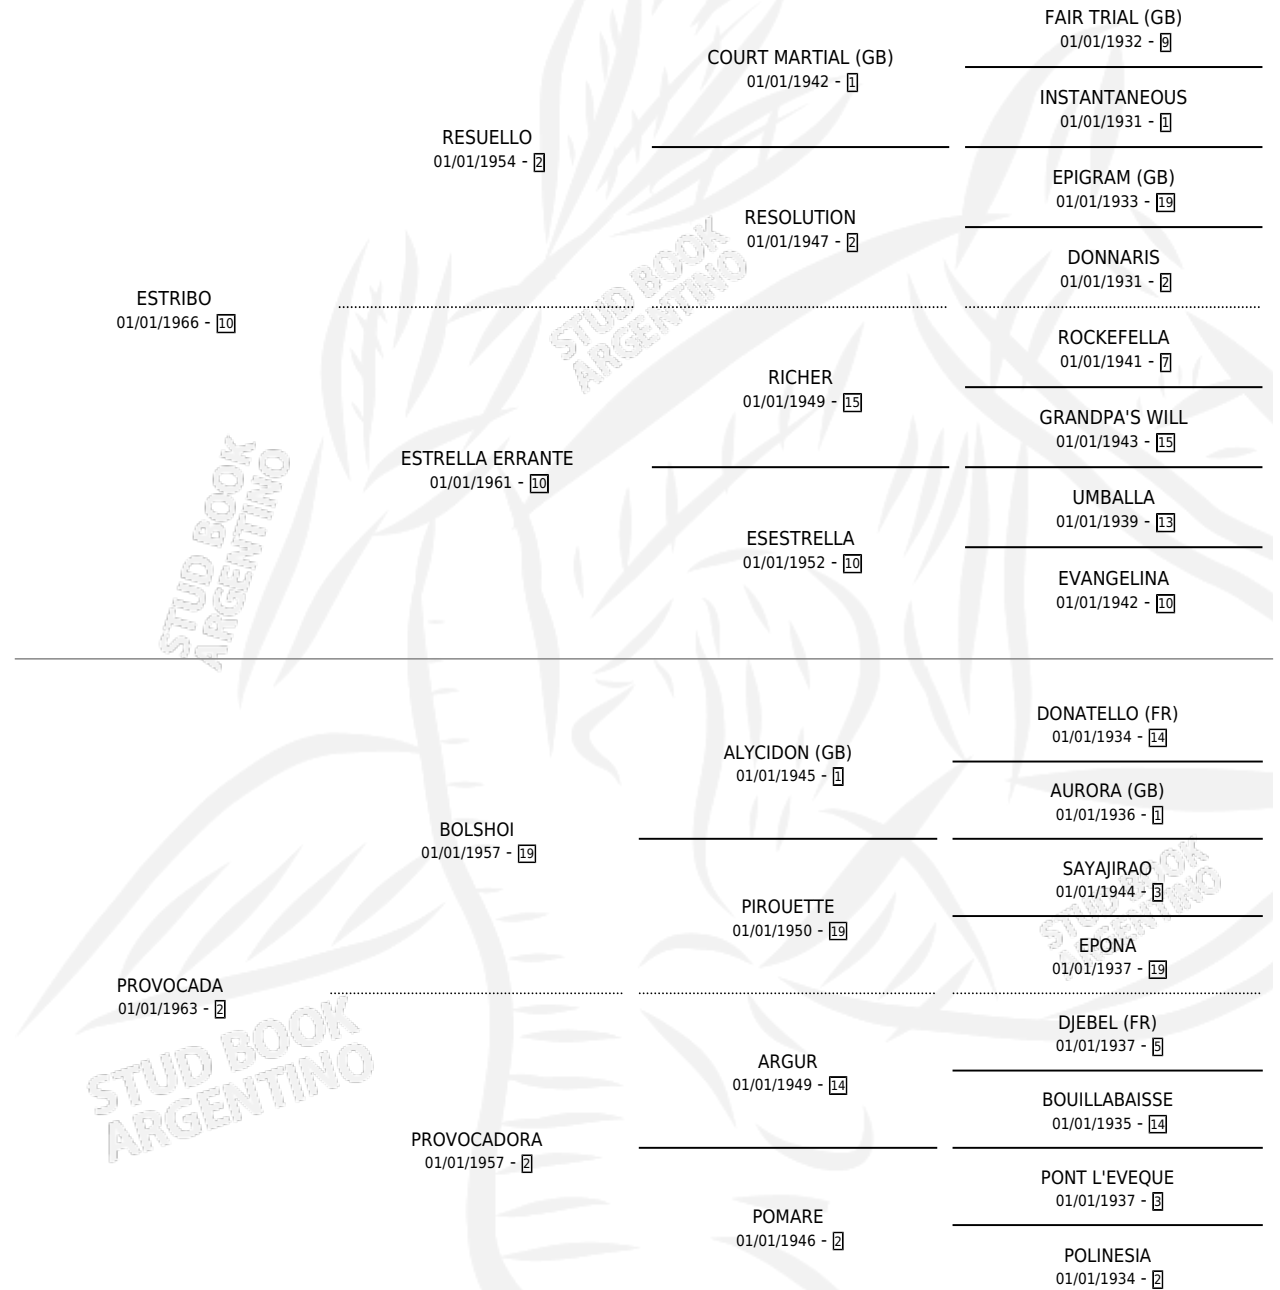 FAIR TRIAL (GB)
01/01/1932 - 9
COURT MARTIAL (GB)
01/01/1942 - 1
INSTANTANEOUS
01/01/1931 - 1
RESUELLO
01/01/1954 - 2
EPIGRAM (GB)
01/01/1933 - 19
RESOLUTION
01/01/1947 - 2
DONNARIS
01/01/1931 - 2
ESTRIBO
01/01/1966 - 10
ROCKEFELLA
01/01/1941 - 7
RICHER
01/01/1949 - 15
GRANDPA'S WILL
01/01/1943 - 15
ESTRELLA ERRANTE
01/01/1961 - 10
UMBALLA
01/01/1939 - 13
ESESTRELLA
01/01/1952 - 10
EVANGELINA
01/01/1942 - 10
DONATELLO (FR)
01/01/1934 - 14
ALYCIDON (GB)
01/01/1945 - 1
AURORA (GB)
01/01/1936 - 1
BOLSHOI
01/01/1957 - 19
SAYAJIRAO
01/01/1944 - 3
PIROUETTE
01/01/1950 - 19
EPONA
01/01/1937 - 19
PROVOCADA
01/01/1963 - 2
DJEBEL (FR)
01/01/1937 - 5
ARGUR
01/01/1949 - 14
BOUILLABAISSE
01/01/1935 - 14
PROVOCADORA
01/01/1957 - 2
PONT L'EVEQUE
01/01/1937 - 3
POMARE
01/01/1946 - 2
POLINESIA
01/01/1934 - 2
STUD BOOK
ARGENTINO
STUD BOOK
ARGENTINO
STUD BOOK
ARGENTINO
STUD BOOK
ARGENTINO